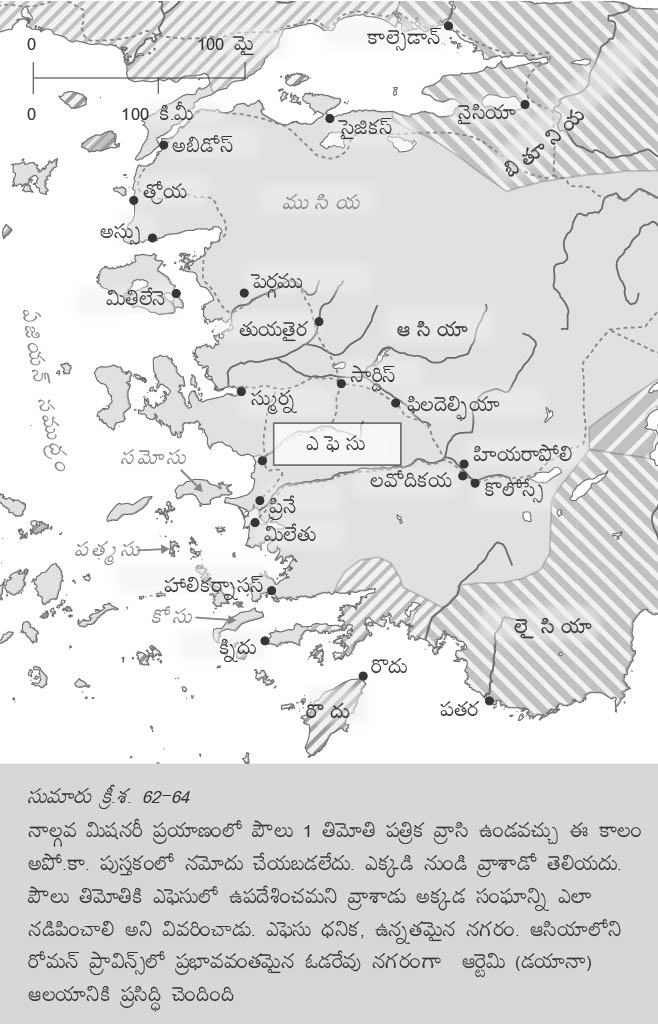 0 100 మై
0 100 కి.మీ
కాల్సెడాన్
నైసియా
బితూనియ
సైజికస్
అబిడోస్
త్రోయ
ముసియ
అస్సు
పెర్గము
మితిలేనె
తుయతైర
ఆసియా
ఏజియన్ సముద్రం
సార్దిస్
స్ముర్న
ఫిలదెల్ఫియా
ఎఫెసు
సమోసు
హియరాపోలి
లవోదికయ
కొలొస్సే
ప్రినే
మిలేతు
పత్మసు
హాలికర్నాసస్
కోసు
క్నిదు
లైసియా
రొదు
రొదు
పతర
సుమారు క్రీ.శ. 62–64
నాల్గవ మిషనరీ ప్రయాణంలో పౌలు 1 తిమోతి పత్రిక వ్రాసి ఉండవచ్చు ఈ కాలం
అపో.కా. పుస్తకంలో నమోదు చేయబడలేదు. ఎక్కడి నుండి వ్రాశాడో తెలియదు.
పౌలు తిమోతికి ఎఫెసులో ఉపదేశించమని వ్రాశాడు అక్కడ సంఘాన్ని ఎలా
నడిపించాలి అని వివరించాడు. ఎఫెసు ధనిక, ఉన్నతమైన నగరం. ఆసియాలోని
రోమన్ ప్రావిన్స్‌లో ప్రభావవంతమైన ఓడరేవు నగరంగా ఆర్టెమి (డయానా)
ఆలయానికి ప్రసిద్ధి చెందింది